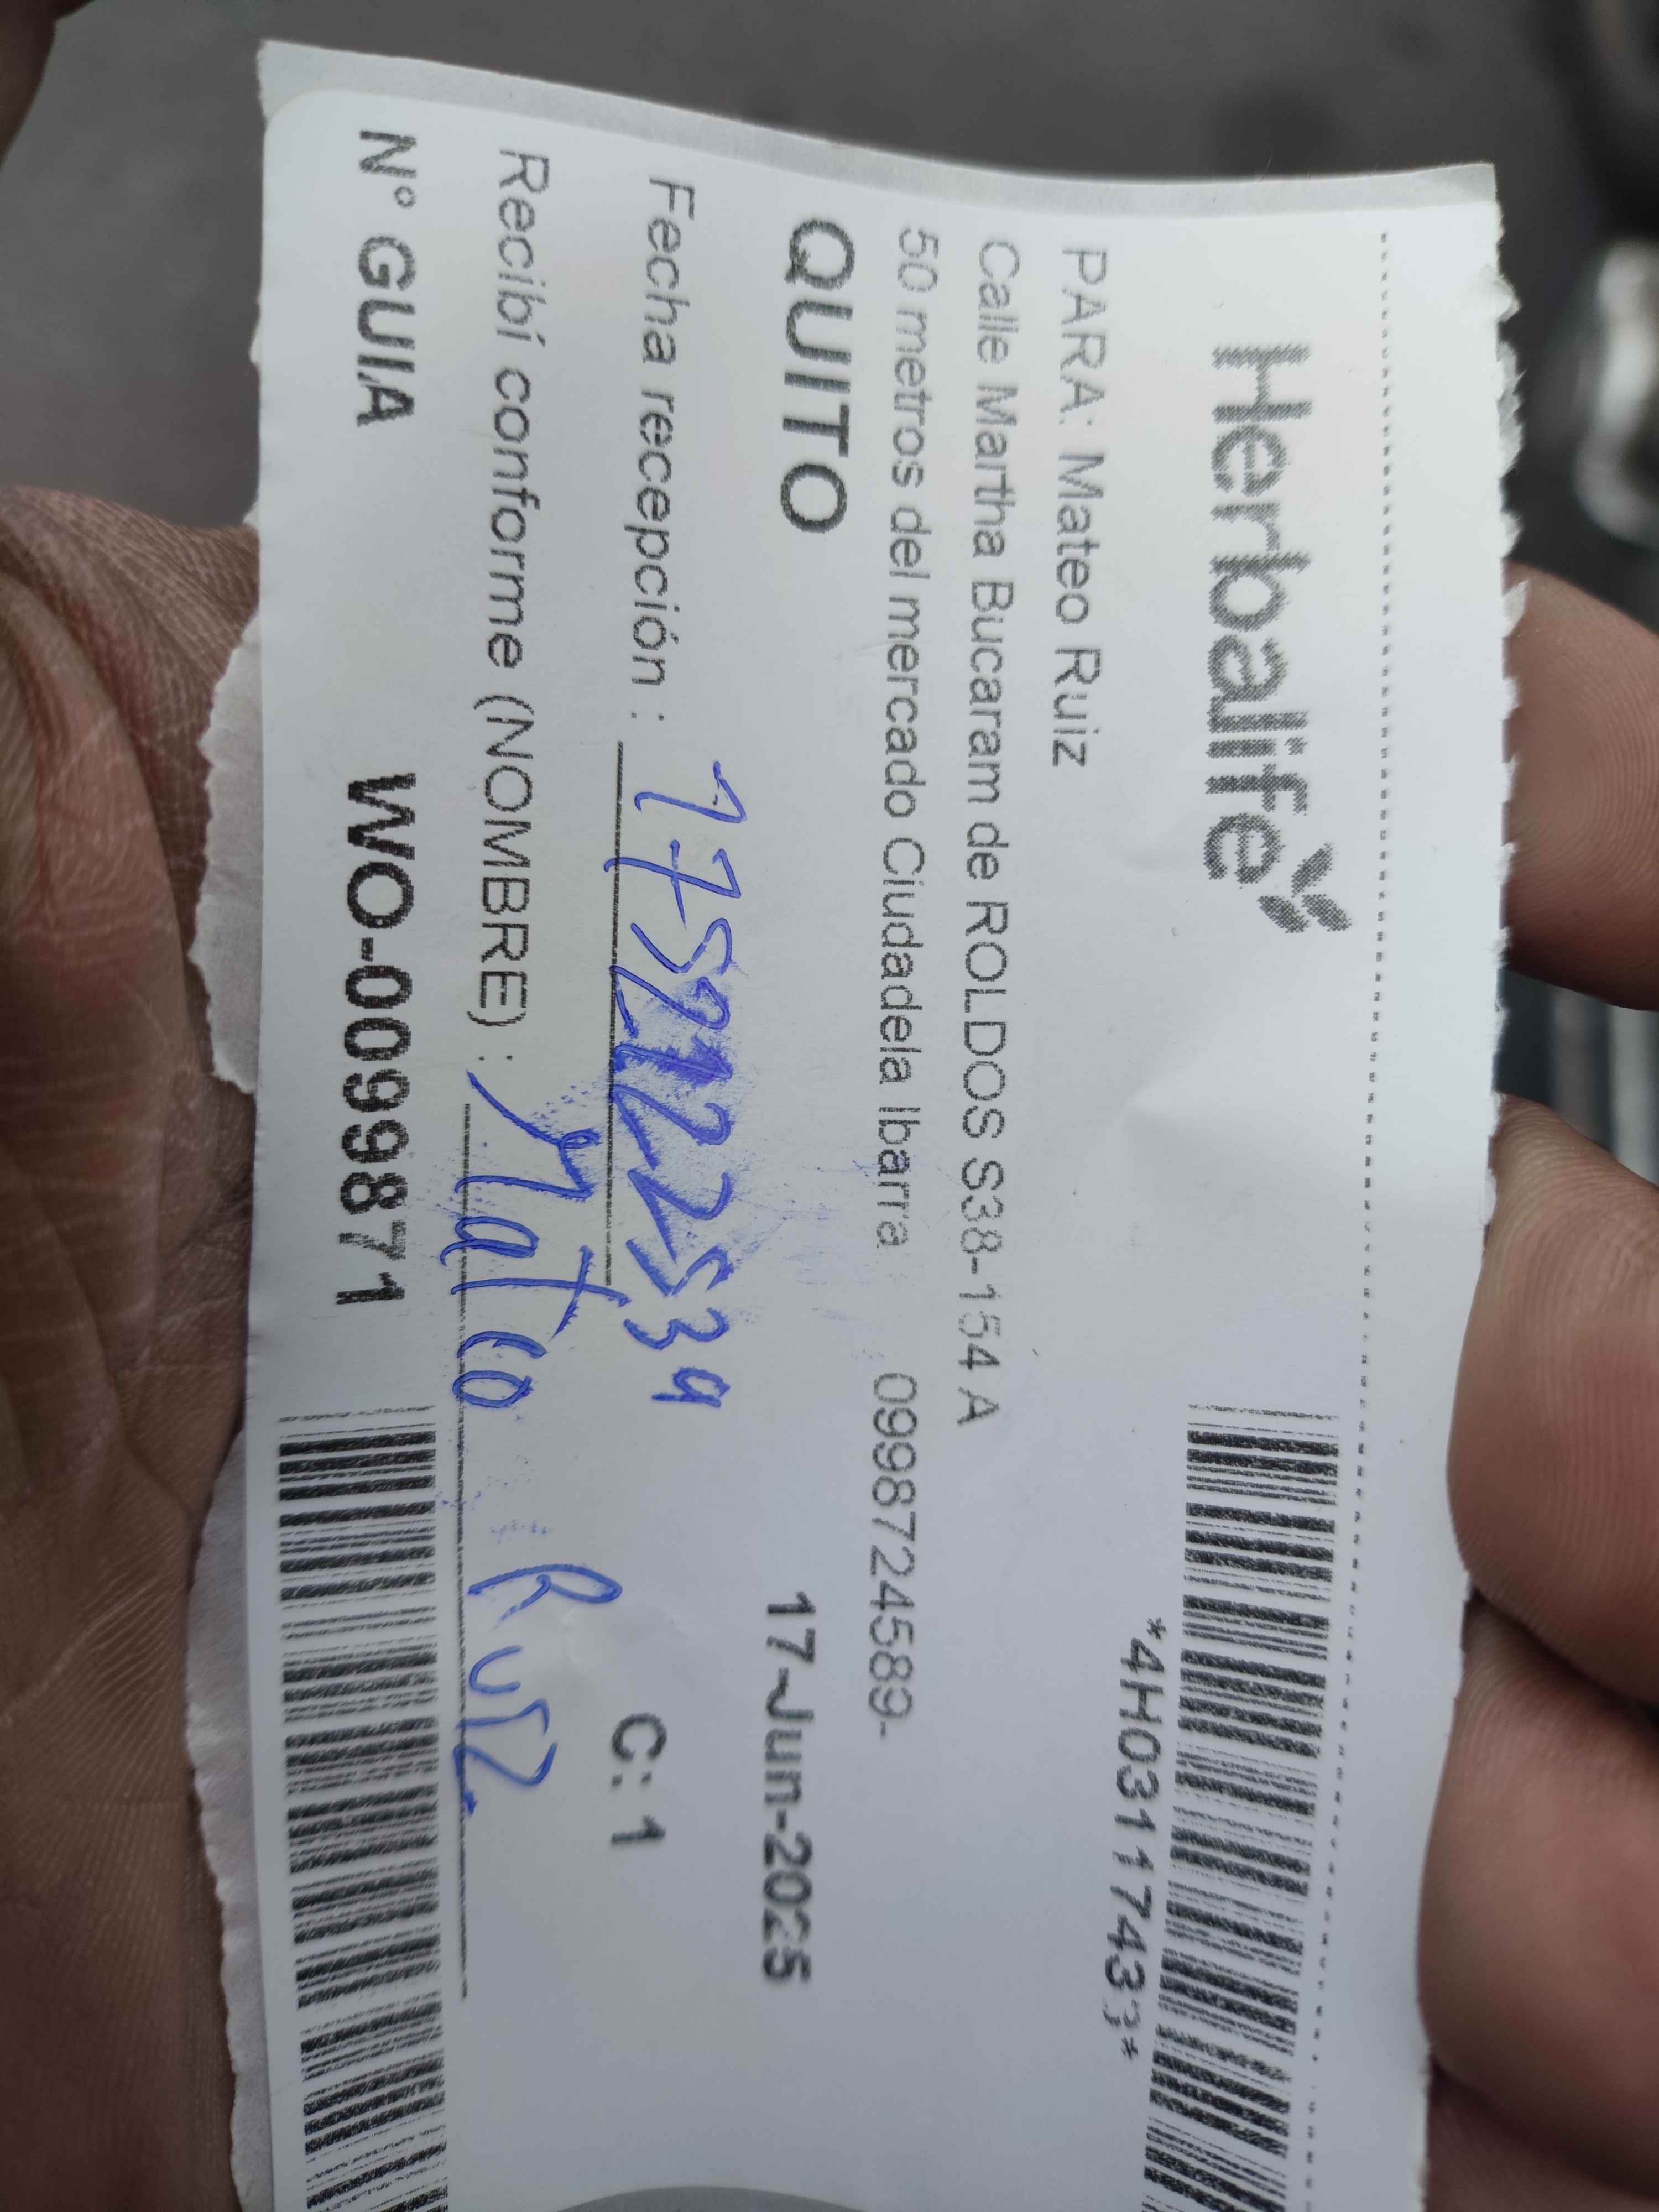 Herbalife
*4H03117433*
PARA: Mateo Ruiz
Calle Martha Bucaram de ROLDOS S38-154 A
50 metros del mercado Ciudadela Ibarra 0998724589-
QUITO 17-Jun-2025
Fecha recepción :
C: 1
Recibí conforme (NOMBRE) : Mateo Ruiz
N° GUIA WO-0099871